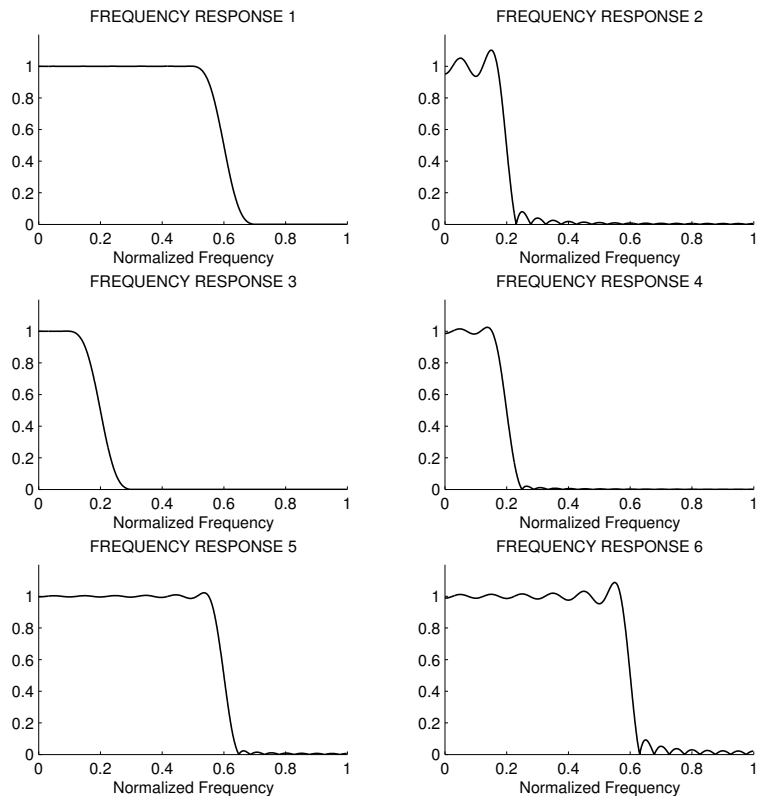 FREQUENCY RESPONSE 1
1
0.8
0.6
0.4
0.2
0
0 0.2 0.4 0.6 0.8 1
Normalized Frequency
FREQUENCY RESPONSE 2
1
0.8
0.6
0.4
0.2
0
0 0.2 0.4 0.6 0.8 1
Normalized Frequency
FREQUENCY RESPONSE 3
1
0.8
0.6
0.4
0.2
0
0 0.2 0.4 0.6 0.8 1
Normalized Frequency
FREQUENCY RESPONSE 4
1
0.8
0.6
0.4
0.2
0
0 0.2 0.4 0.6 0.8 1
Normalized Frequency
FREQUENCY RESPONSE 5
1
0.8
0.6
0.4
0.2
0
0 0.2 0.4 0.6 0.8 1
Normalized Frequency
FREQUENCY RESPONSE 6
1
0.8
0.6
0.4
0.2
0
0 0.2 0.4 0.6 0.8 1
Normalized Frequency